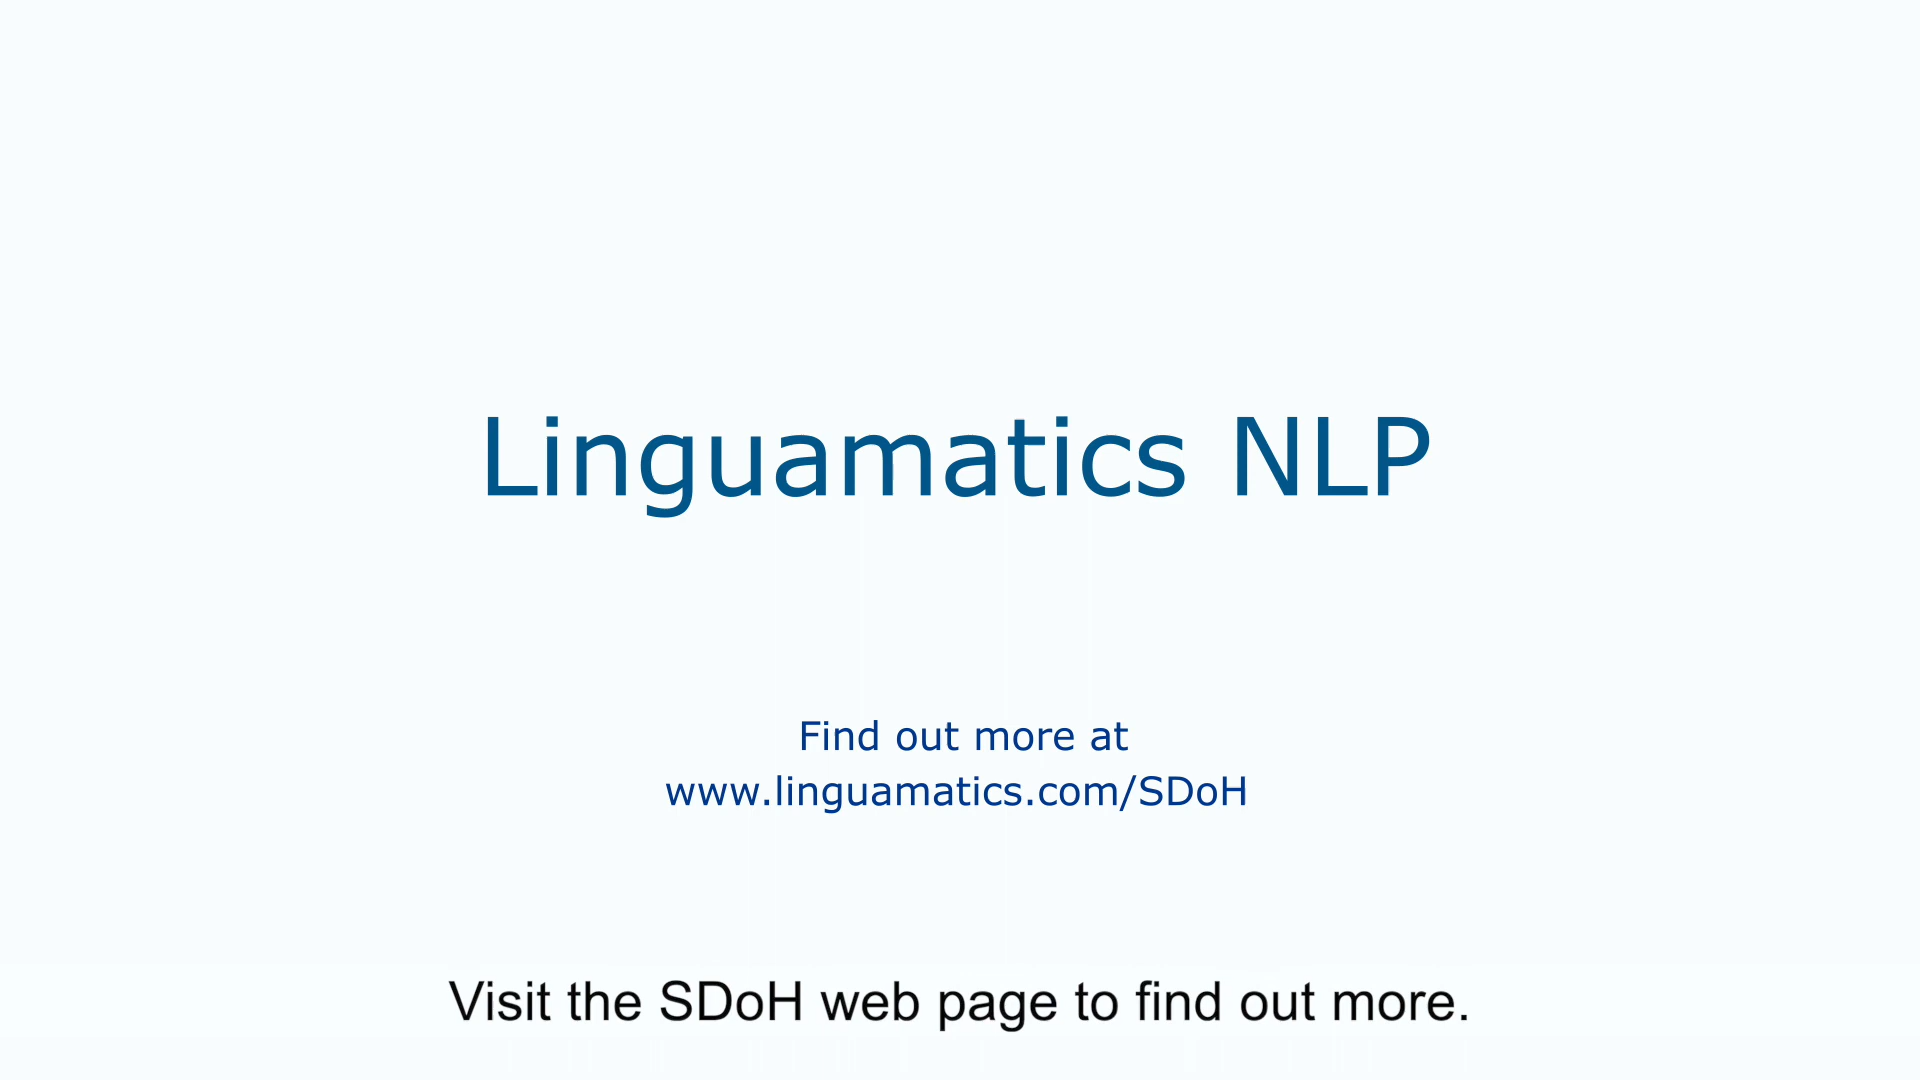 Linguamatics NLP
Find out more at
www.linguamatics.com/SDoH
Visit the SDoH web page to find out more.